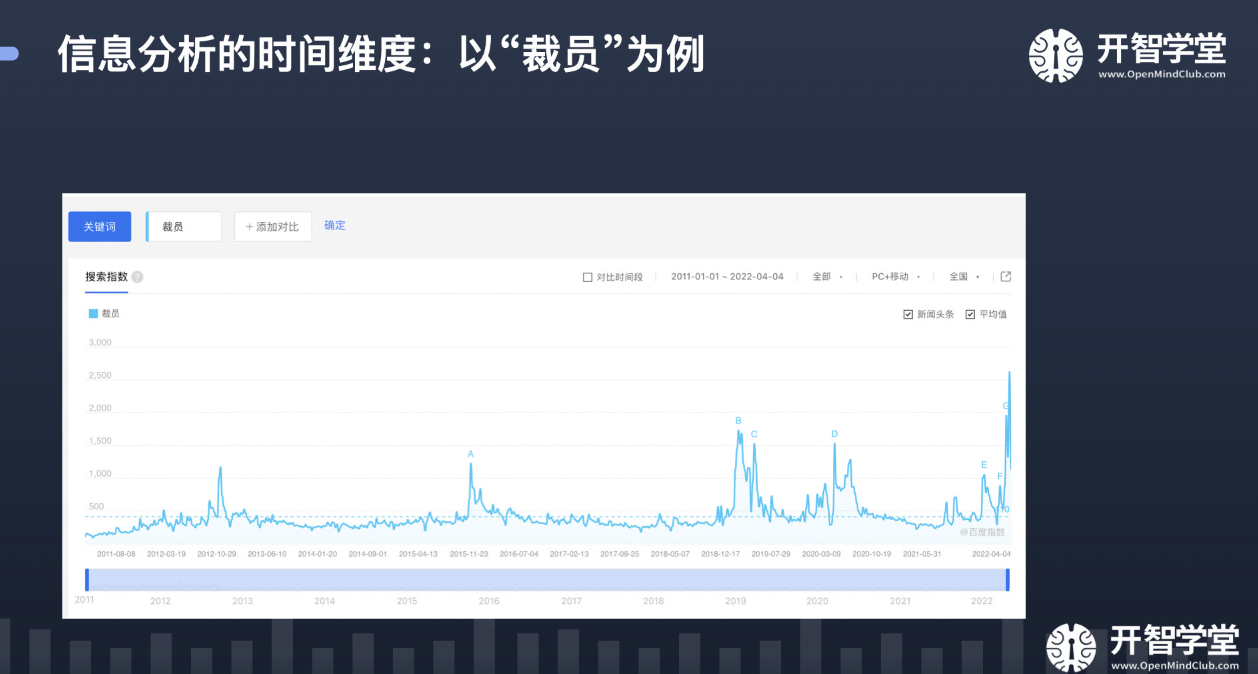 信息分析的时间维度：以“裁员”为例
开智学堂
www.OpenMindClub.com
关键词 裁员 +添加对比 确定
搜索指数 ? 对比时间段 2011-01-01 ~ 2022-04-04 全部 PC+移动 全国
裁员 新闻头条 平均值
3,000
2,500
2,000
1,500
1,000
500
A
B
C
D
E
F
G
@百度指数
2011-08-08 2012-03-19 2012-10-29 2013-06-10 2014-01-20 2014-09-01 2015-04-13 2015-11-23 2016-07-04 2017-02-13 2017-09-25 2018-05-07 2018-12-17 2019-07-29 2020-03-09 2020-10-19 2021-05-31 2022-04-04
2011 2012 2013 2014 2015 2016 2017 2018 2019 2020 2021 2022
开智学堂
www.OpenMindClub.com